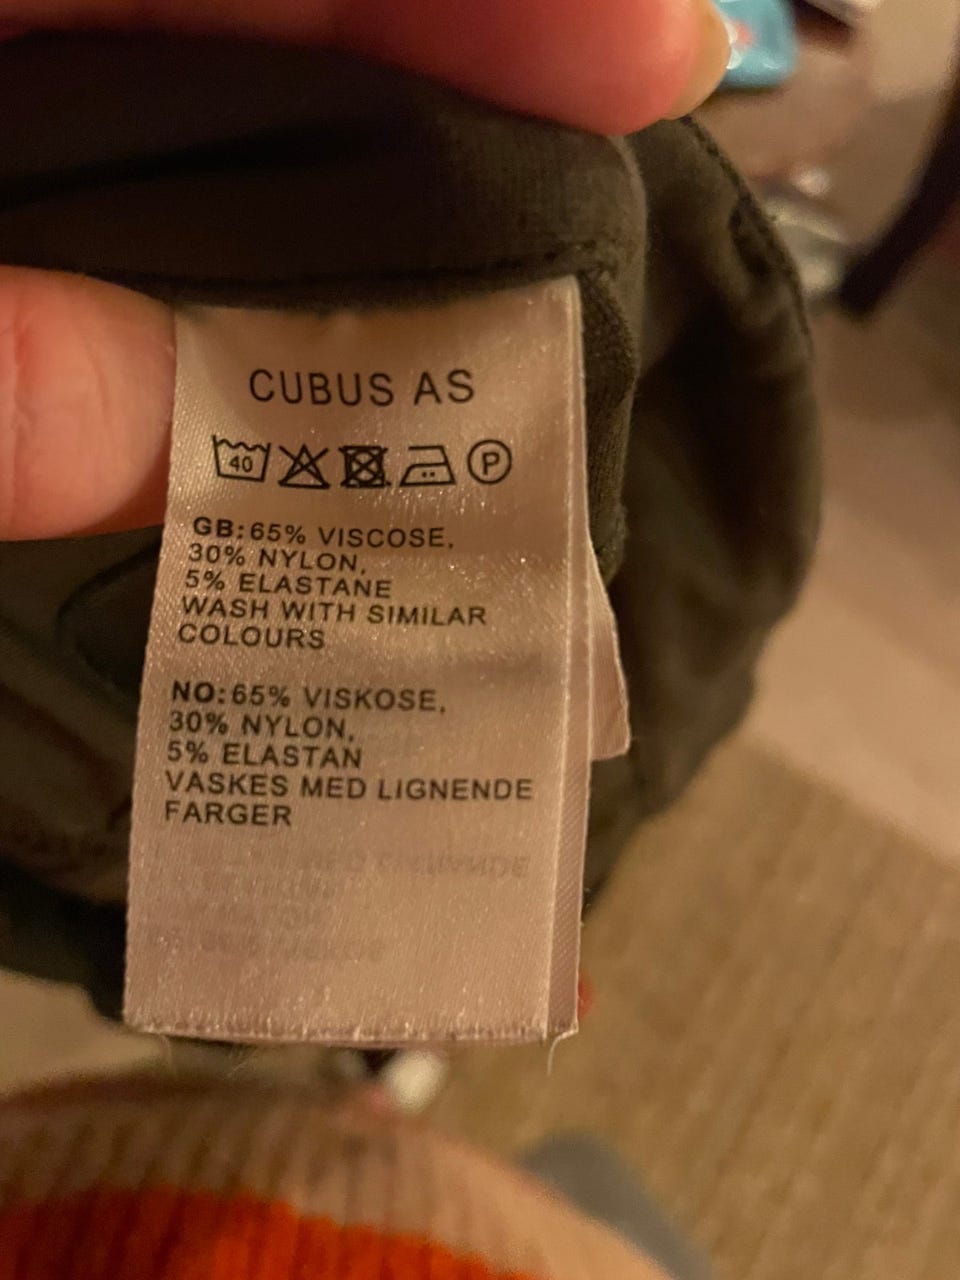 CUBUS AS
40 P
GB: 65% VISCOSE,
30% NYLON,
5% ELASTANE
WASH WITH SIMILAR
COLOURS
NO: 65% VISKOSE,
30% NYLON,
5% ELASTAN
VASKES MED LIGNENDE
FARGER